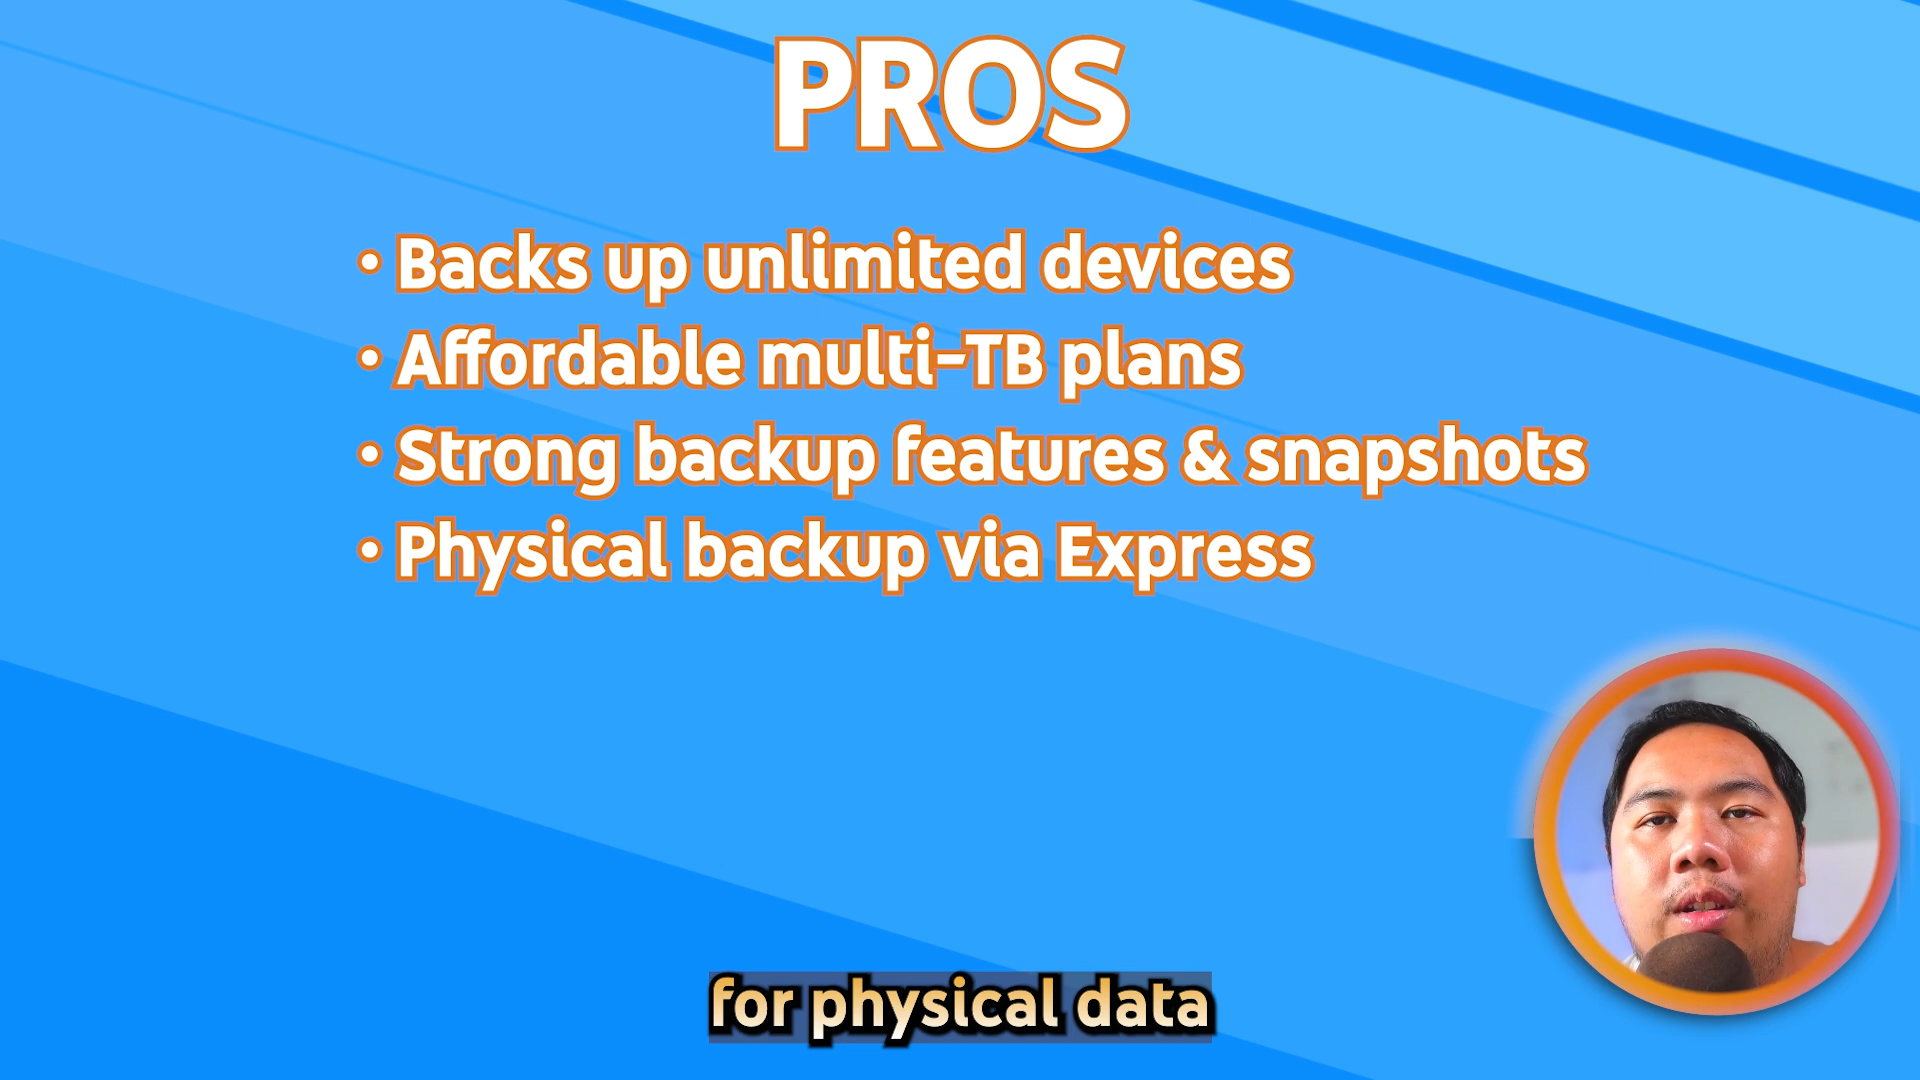 PROS
• Backs up unlimited devices
• Affordable multi-TB plans
• Strong backup features & snapshots
• Physical backup via Express
for physical data